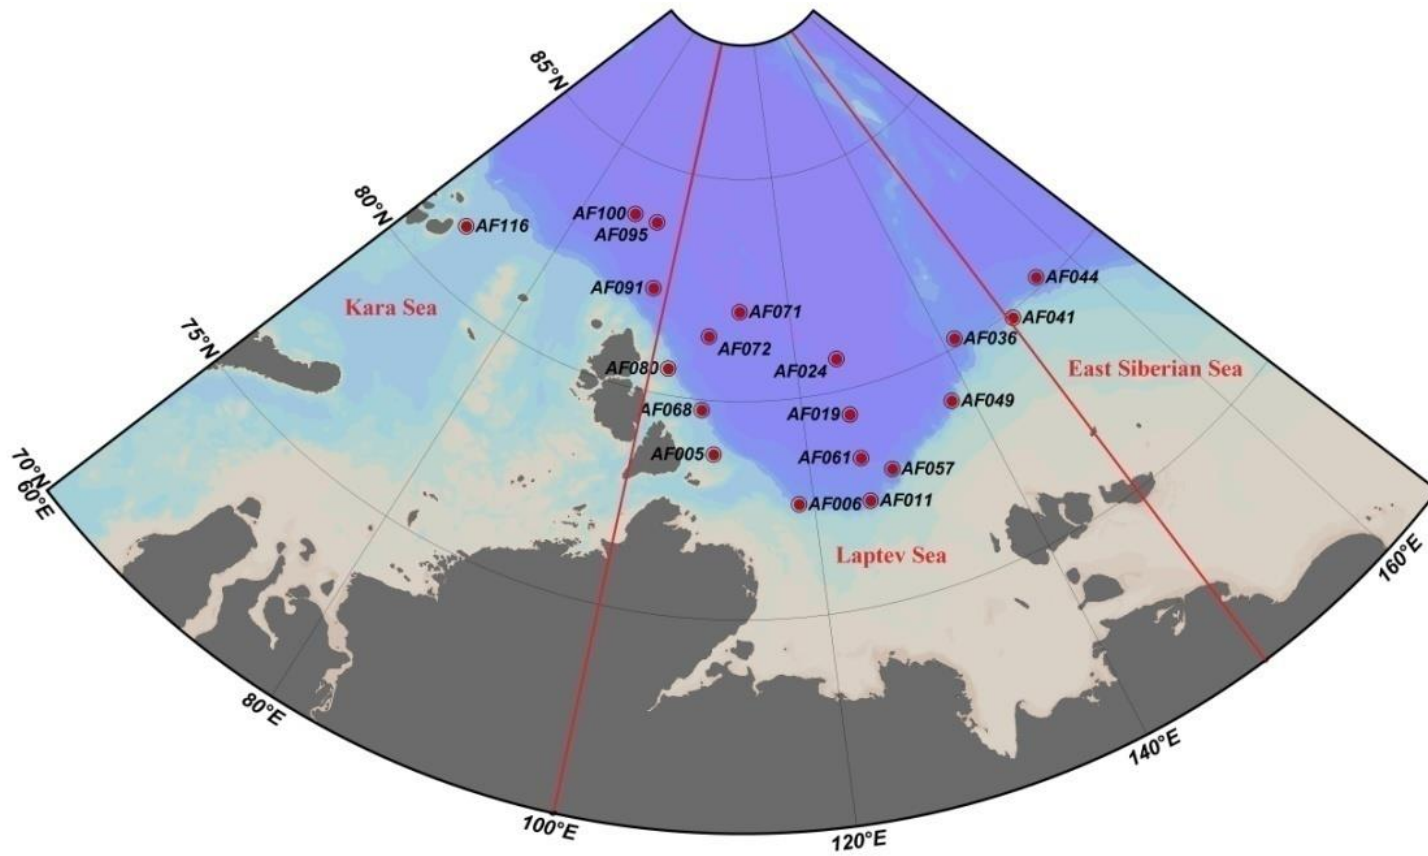 85°N
80°N
AF100
AF116
AF095
AF044
AF091
Kara Sea
AF071
AF041
75°N
AF036
AF072
AF024
AF080
East Siberian Sea
AF049
AF068
AF019
AF005
AF061
AF057
70°N
60°E
AF006
AF011
Laptev Sea
160°E
80°E
140°E
100°E
120°E